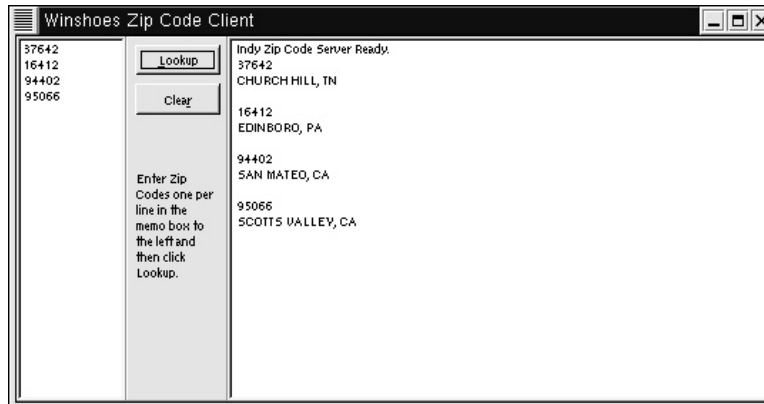 Winshoes Zip Code Client
37642
16412
94402
95066
Lookup
Clear
Enter Zip
Codes one per
line in the
memo box to
the left and
then click
Lookup.
Indy Zip Code Server Ready.
37642
CHURCH HILL, TN
16412
EDINBORO, PA
94402
SAN MATEO, CA
95066
SCOTTS VALLEY, CA